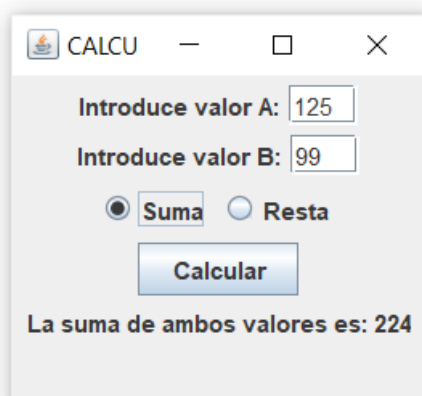 CALCU
Introduce valor A: 125
Introduce valor B: 99
Suma Resta
Calcular
La suma de ambos valores es: 224